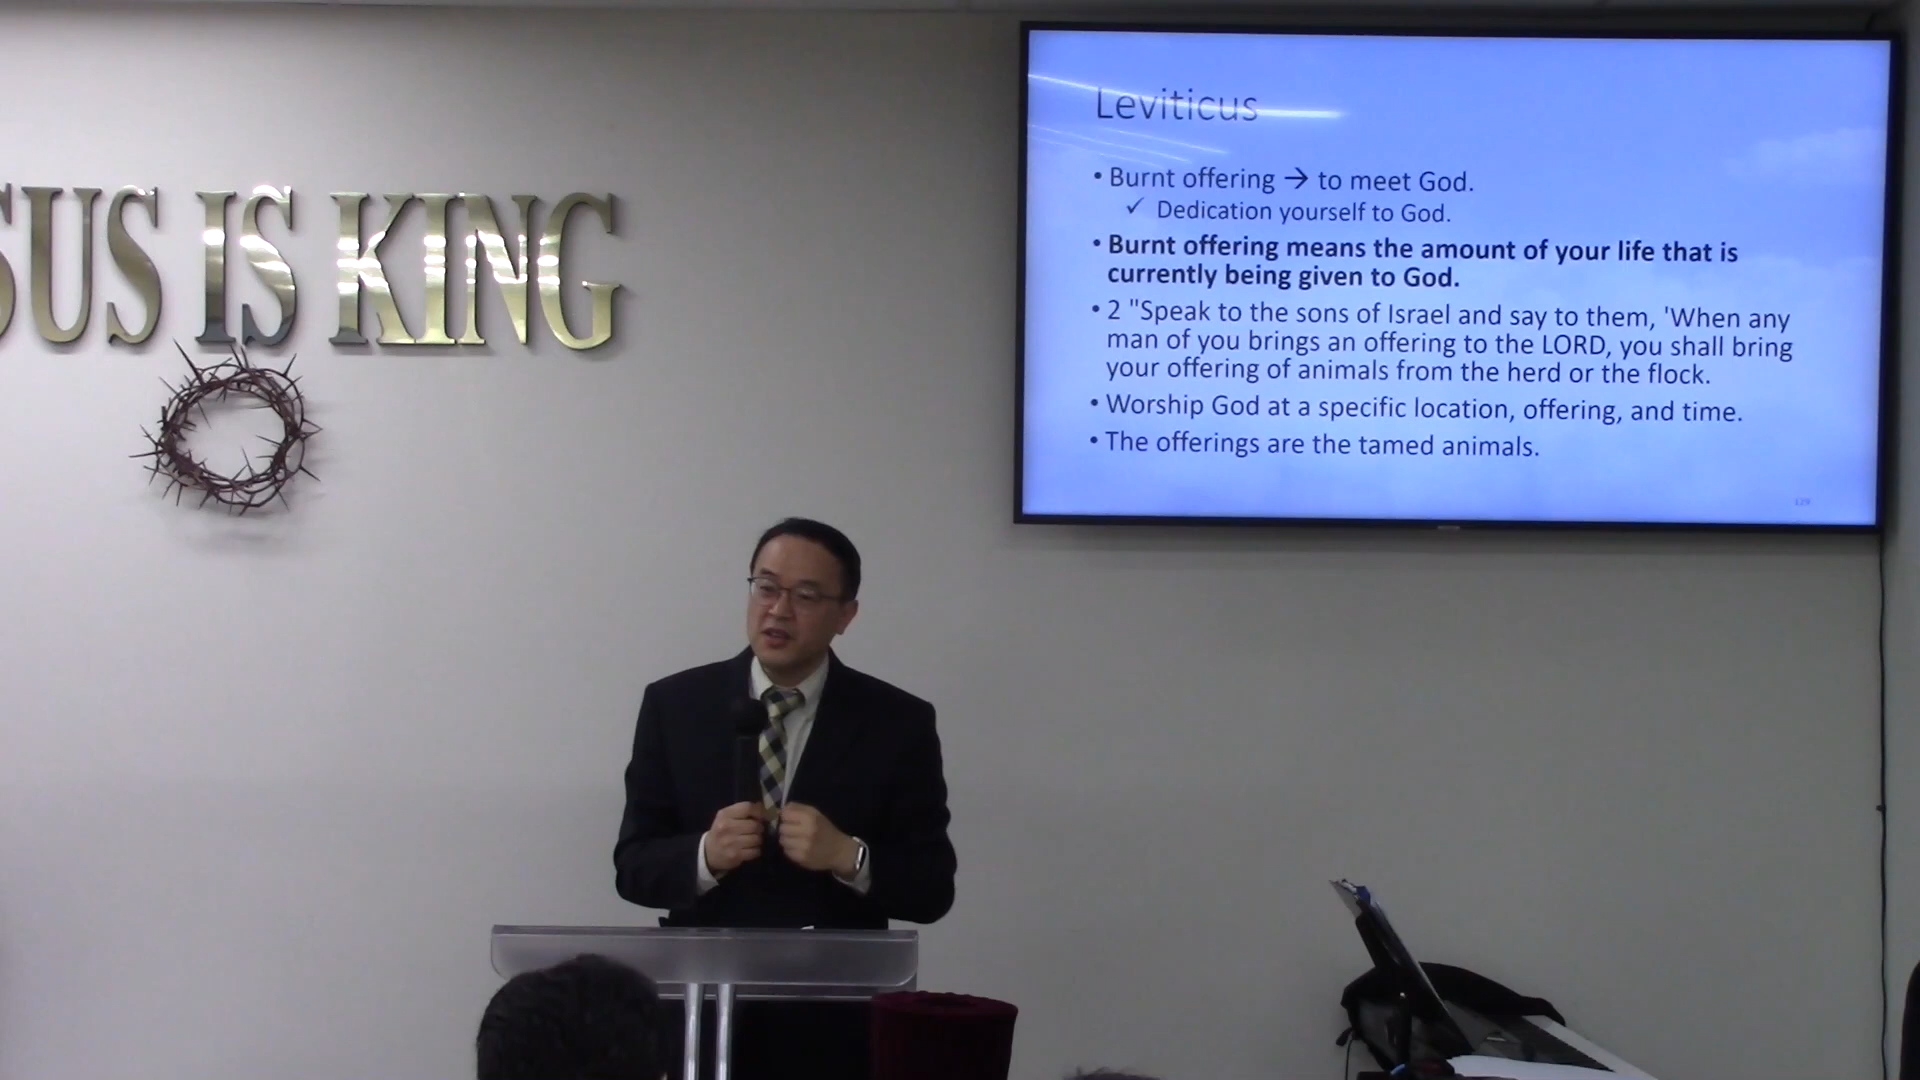 SUS IS KING
Leviticus
• Burnt offering → to meet God.
✓ Dedication yourself to God.
• Burnt offering means the amount of your life that is
currently being given to God.
• 2 "Speak to the sons of Israel and say to them, 'When any
man of you brings an offering to the LORD, you shall bring
your offering of animals from the herd or the flock.
• Worship God at a specific location, offering, and time.
• The offerings are the tamed animals.